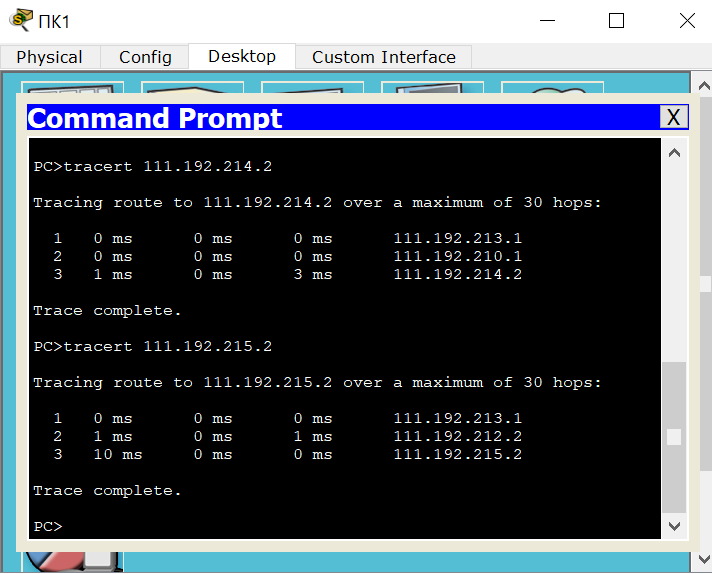 ПК1
Physical Config Desktop Custom Interface
Command Prompt X
PC>tracert 111.192.214.2
Tracing route to 111.192.214.2 over a maximum of 30 hops:
1 0 ms 0 ms 0 ms 111.192.213.1
2 0 ms 0 ms 0 ms 111.192.210.1
3 1 ms 0 ms 3 ms 111.192.214.2
Trace complete.
PC>tracert 111.192.215.2
Tracing route to 111.192.215.2 over a maximum of 30 hops:
1 0 ms 0 ms 0 ms 111.192.213.1
2 1 ms 0 ms 1 ms 111.192.212.2
3 10 ms 0 ms 0 ms 111.192.215.2
Trace complete.
PC>